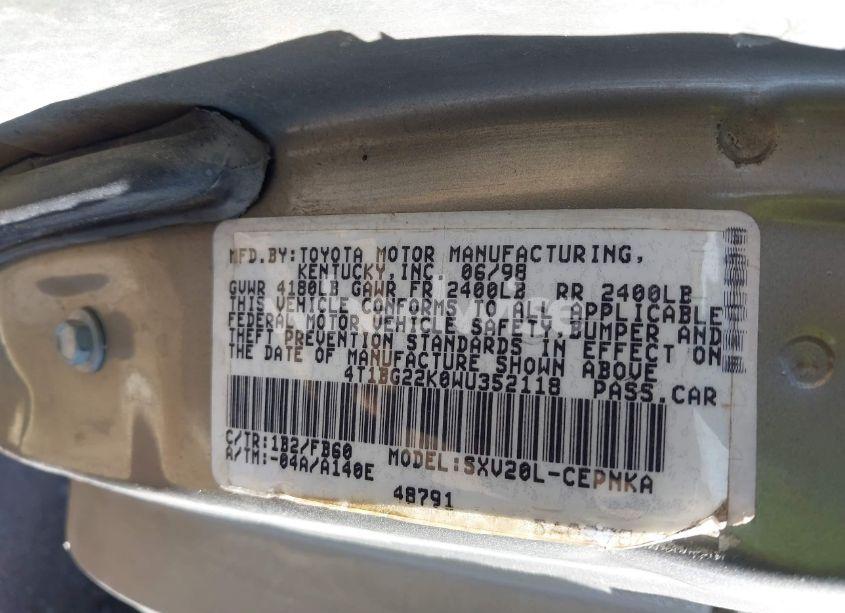 MFD.BY:TOYOTA MOTOR MANUFACTURING,
KENTUCKY,INC. 06/98
GVWR 4180LB GAWR FR 2400LB RR 2400LB
THIS VEHICLE CONFORMS TO ALL APPLICABLE
FEDERAL MOTOR VEHICLE SAFETY,BUMPER AND
THEFT PREVENTION STANDARDS IN EFFECT ON
THE DATE OF MANUFACTURE SHOWN ABOVE
4T1BG22K0WU352118 PASS.CAR
C/TR:1B2/FB60 MODEL:SXV20L-CEPNKA
A/TM:-04A/A140E
48791